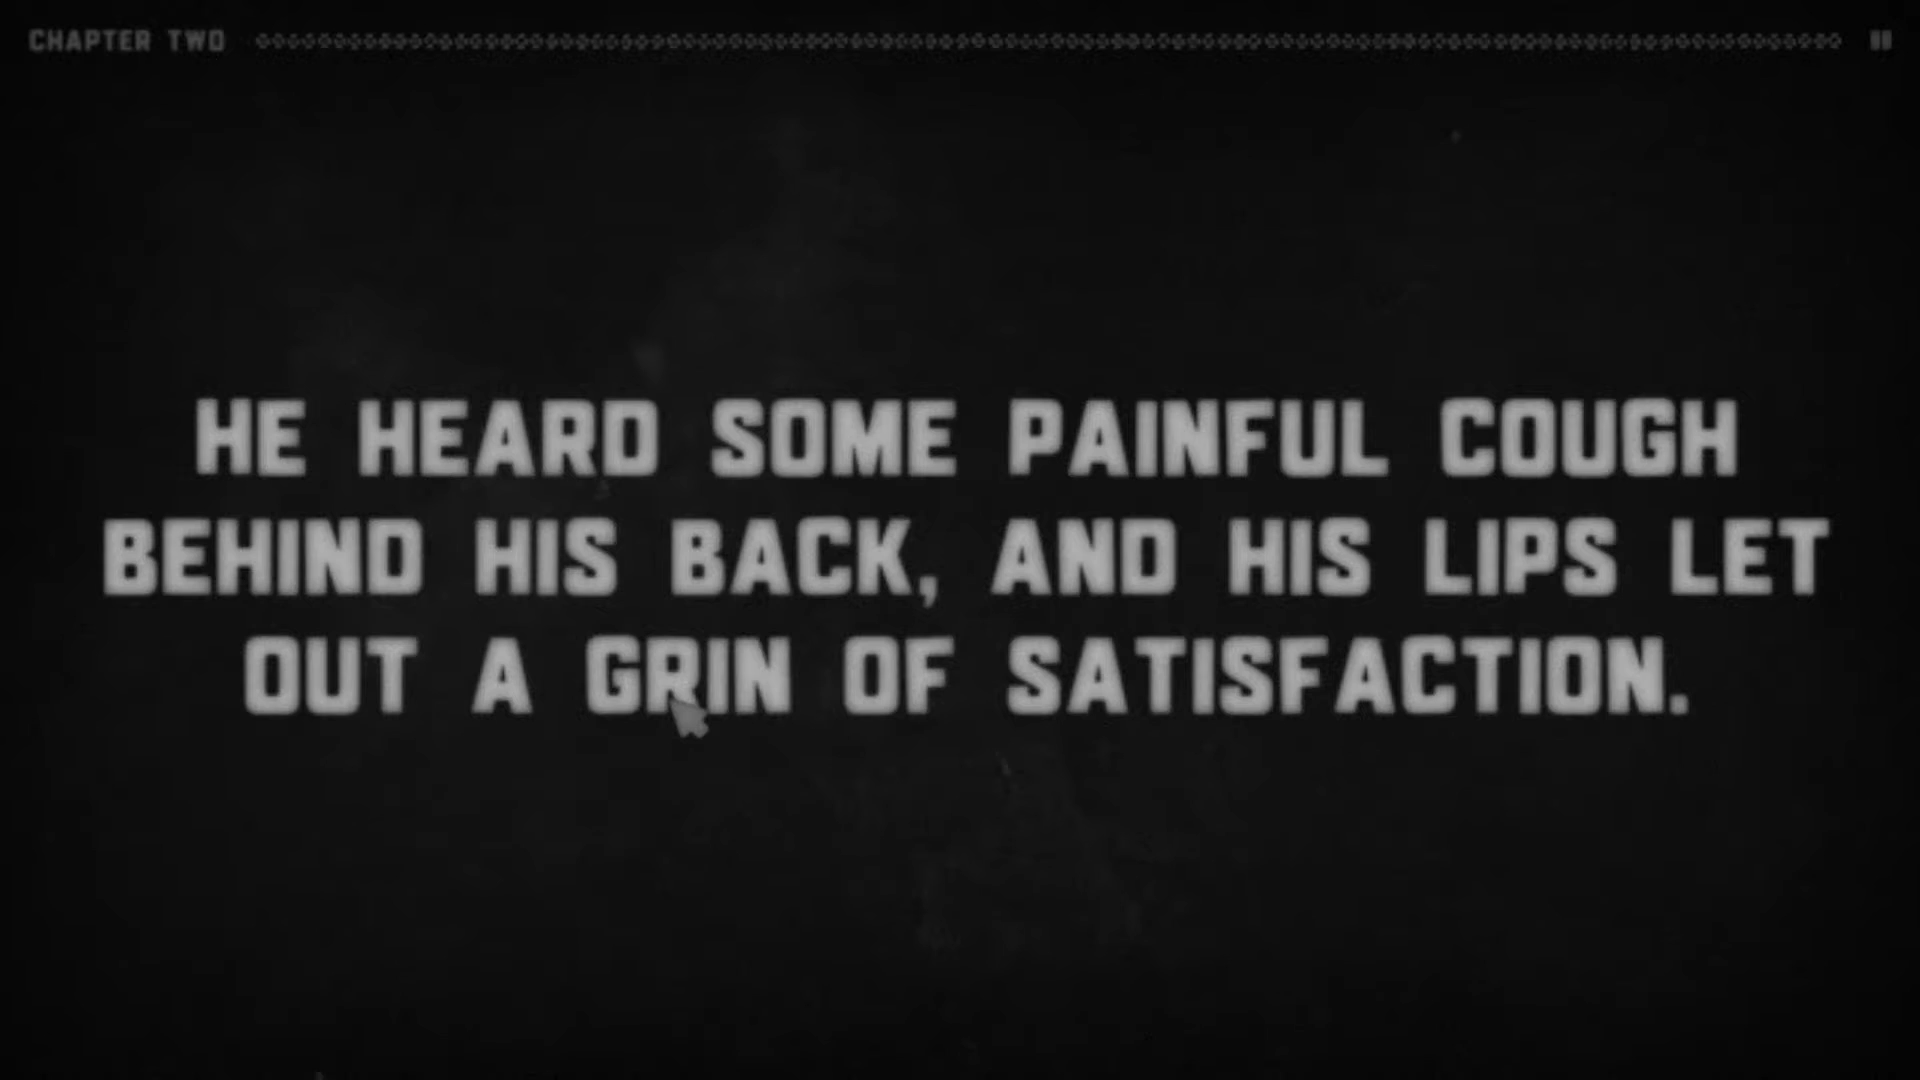 CHAPTER TWO
HE HEARD SOME PAINFUL COUGH
BEHIND HIS BACK, AND HIS LIPS LET
OUT A GRIN OF SATISFACTION.